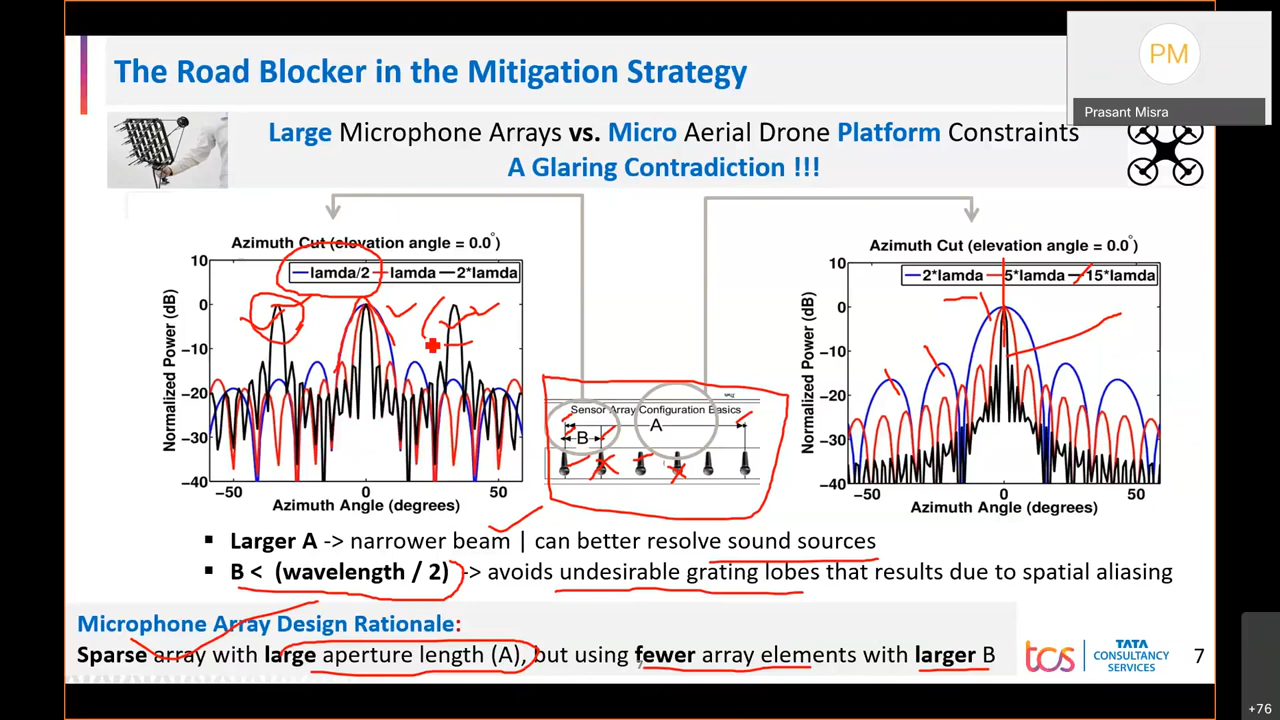 The Road Blocker in the Mitigation Strategy
PM
Prasant Misra
Large Microphone Arrays vs. Micro Aerial Drone Platform Constraints
A Glaring Contradiction !!!
Azimuth Cut (elevation angle = 0.0°)
lamda/2 lamda 2*lamda
10
0
−10
−20
−30
−40
Normalized Power (dB)
−50 0 50
Azimuth Angle (degrees)
Sensor Array Configuration Basics
A
B
Azimuth Cut (elevation angle = 0.0°)
2*lamda 5*lamda 15*lamda
10
0
−10
−20
−30
−40
Normalized Power (dB)
−50 0 50
Azimuth Angle (degrees)
▪ Larger A -> narrower beam | can better resolve sound sources
▪ B < (wavelength / 2) -> avoids undesirable grating lobes that results due to spatial aliasing
Microphone Array Design Rationale:
Sparse array with large aperture length (A), but using fewer array elements with larger B
tcs TATA
CONSULTANCY
SERVICES
7
7
+76